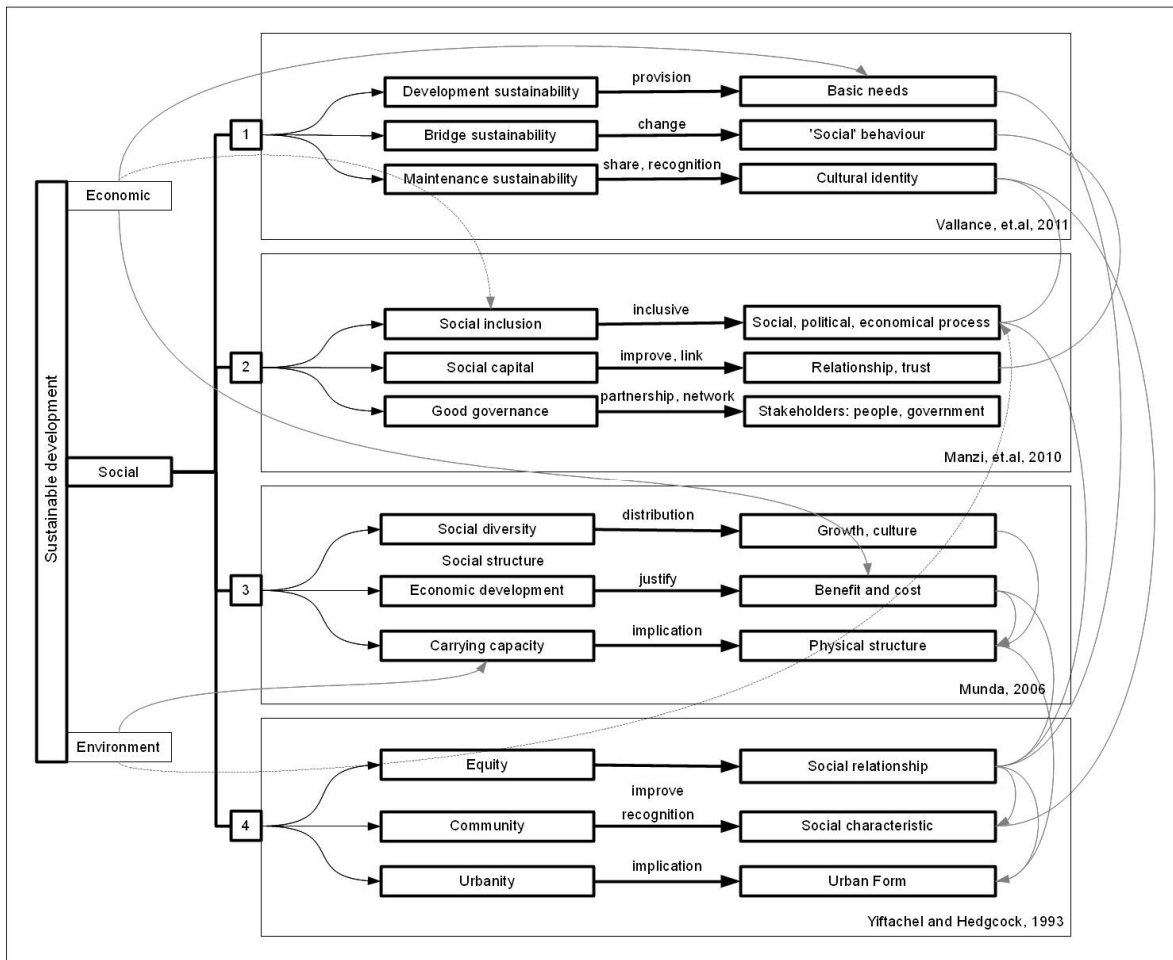 Sustainable development
Economic
Social
Environment
1
Development sustainability
provision
Basic needs
Bridge sustainability
change
'Social' behaviour
Maintenance sustainability
share, recognition
Cultural identity
Vallance, et.al, 2011
2
Social inclusion
inclusive
Social, political, economical process
Social capital
improve, link
Relationship, trust
Good governance
partnership, network
Stakeholders: people, government
Manzi, et.al, 2010
3
Social diversity
distribution
Growth, culture
Social structure
Economic development
justify
Benefit and cost
Carrying capacity
implication
Physical structure
Munda, 2006
4
Equity
Social relationship
improve
Community
recognition
Social characteristic
Urbanity
implication
Urban Form
Yiftachel and Hedgcock, 1993